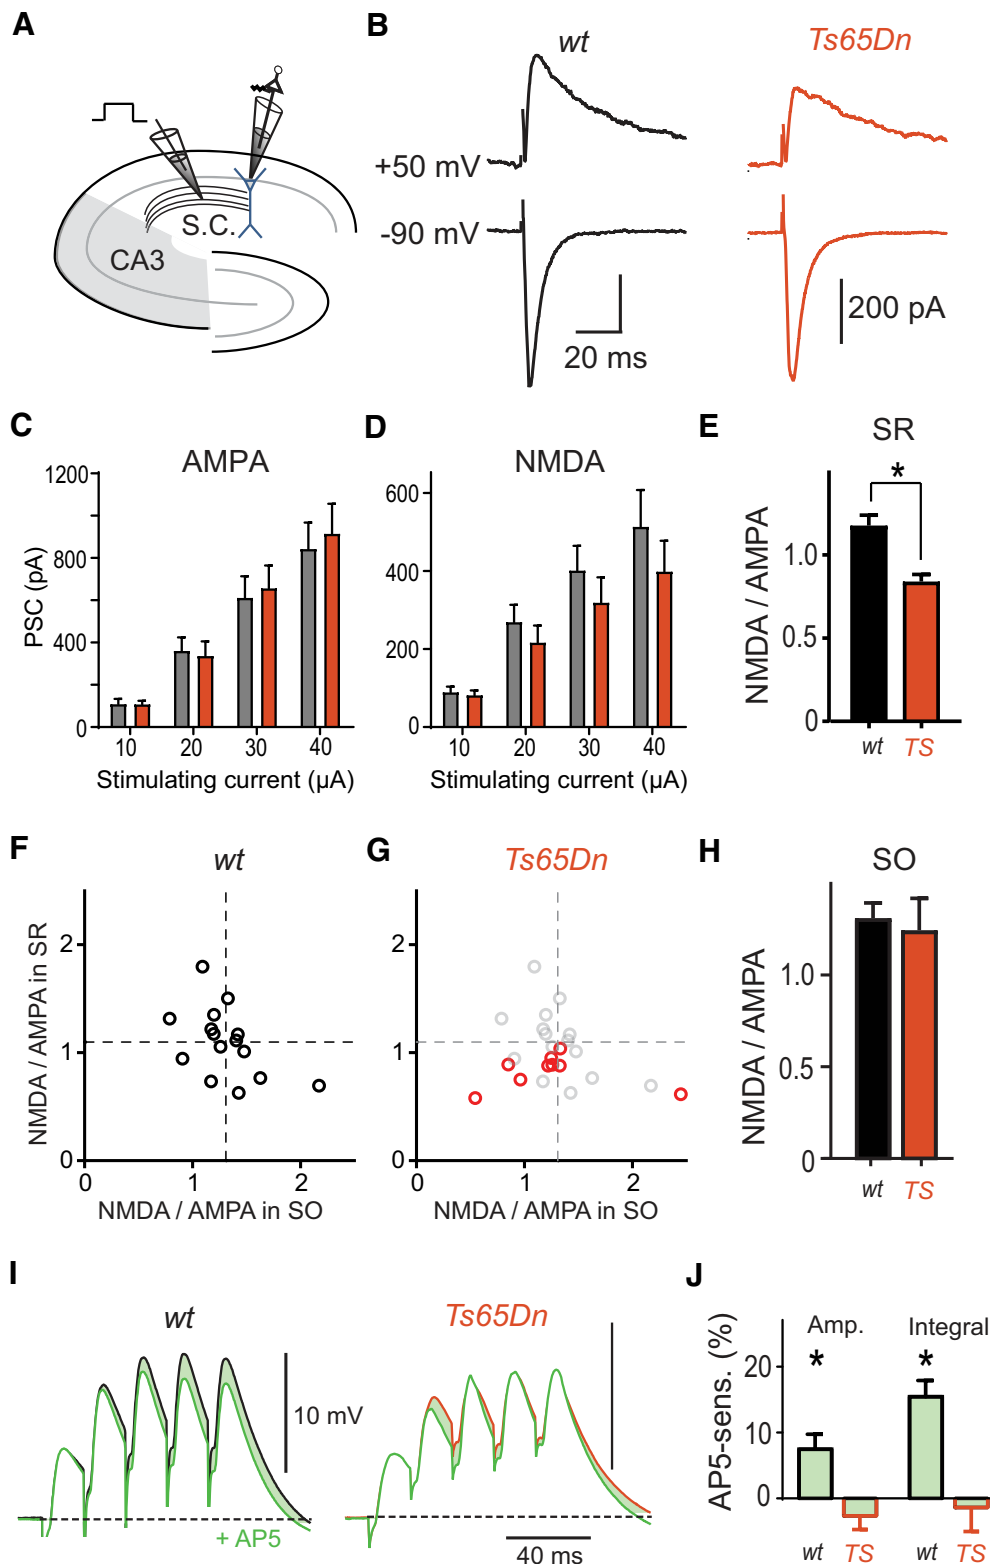 A
S.C.
CA3
B
wt
Ts65Dn
+50 mV
-90 mV
20 ms
200 pA
C
AMPA
PSC (pA)
1200
800
400
0
10 20 30 40
Stimulating current (µA)
D
NMDA
600
400
200
0
10 20 30 40
Stimulating current (µA)
E
SR
*
NMDA / AMPA
1.0
0.5
0
wt TS
F
wt
NMDA / AMPA in SR
2
1
0
0 1 2
NMDA / AMPA in SO
G
Ts65Dn
2
1
0
0 1 2
NMDA / AMPA in SO
H
SO
NMDA / AMPA
1.0
0.5
0
wt TS
I
wt
10 mV
+ AP5
Ts65Dn
40 ms
J
AP5-sens. (%)
Amp. Integral
* *
20
10
0
wt TS wt TS